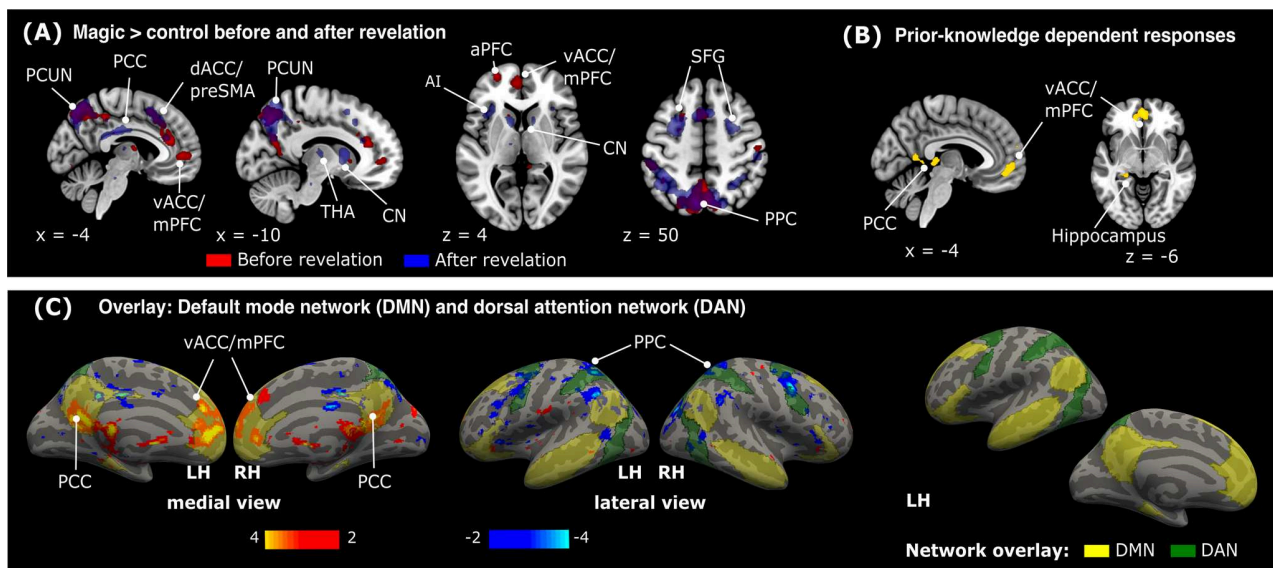 (A) Magic > control before and after revelation
PCUN
PCC
dACC/
preSMA
vACC/
mPFC
x = -4
PCUN
THA
CN
x = -10
aPFC
vACC/
mPFC
AI
CN
z = 4
SFG
PPC
z = 50
Before revelation
After revelation
(B) Prior-knowledge dependent responses
vACC/
mPFC
PCC
x = -4
Hippocampus
z = -6
(C) Overlay: Default mode network (DMN) and dorsal attention network (DAN)
vACC/mPFC
PCC
LH RH
PCC
medial view
4 2
PPC
LH RH
lateral view
-2 -4
LH
Network overlay: DMN DAN